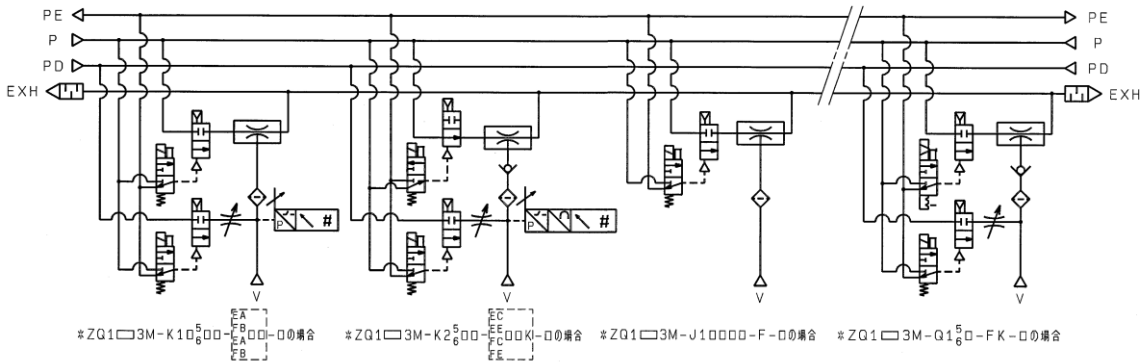 PE PE
P P
PD PD
EXH EXH
P # P #
V V V V
※ZQ1□3M-K1□5/6□□-[EA/FB/EA/FB]□□-□の場合
※ZQ1□3M-K2□5/6□□-[EC/EE/FC/FE]□□K-□の場合
※ZQ1□3M-J1□□□□-F-□の場合
※ZQ1□3M-Q1□5/6□-FK-□の場合